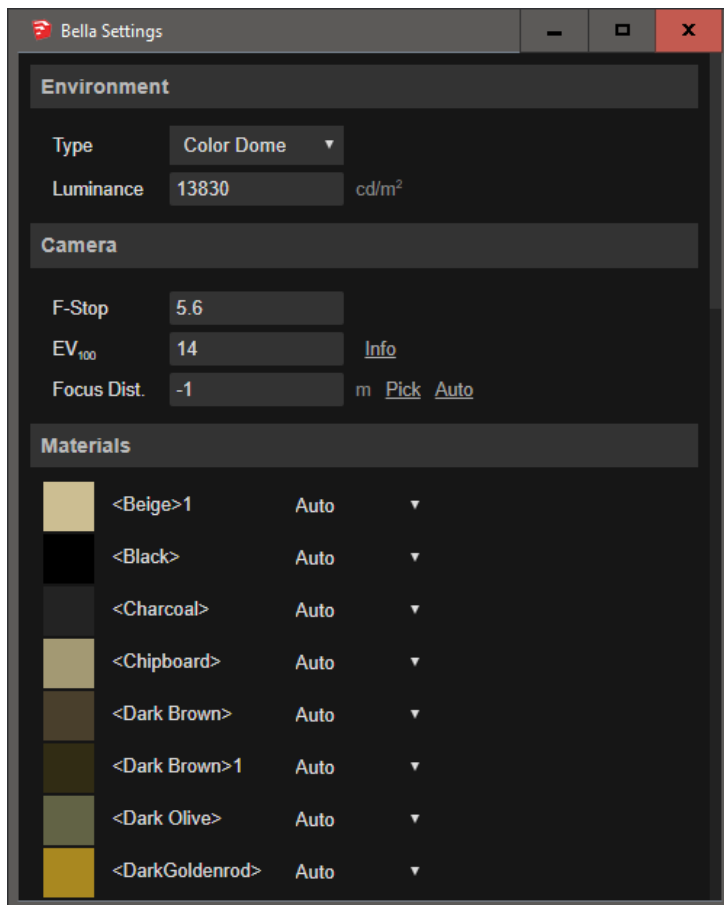 Bella Settings
Environment
Type Color Dome
Luminance 13830 cd/m²
Camera
F-Stop 5.6
EV₁₀₀ 14 Info
Focus Dist. -1 m Pick Auto
Materials
<Beige>1 Auto
<Black> Auto
<Charcoal> Auto
<Chipboard> Auto
<Dark Brown> Auto
<Dark Brown>1 Auto
<Dark Olive> Auto
<DarkGoldenrod> Auto